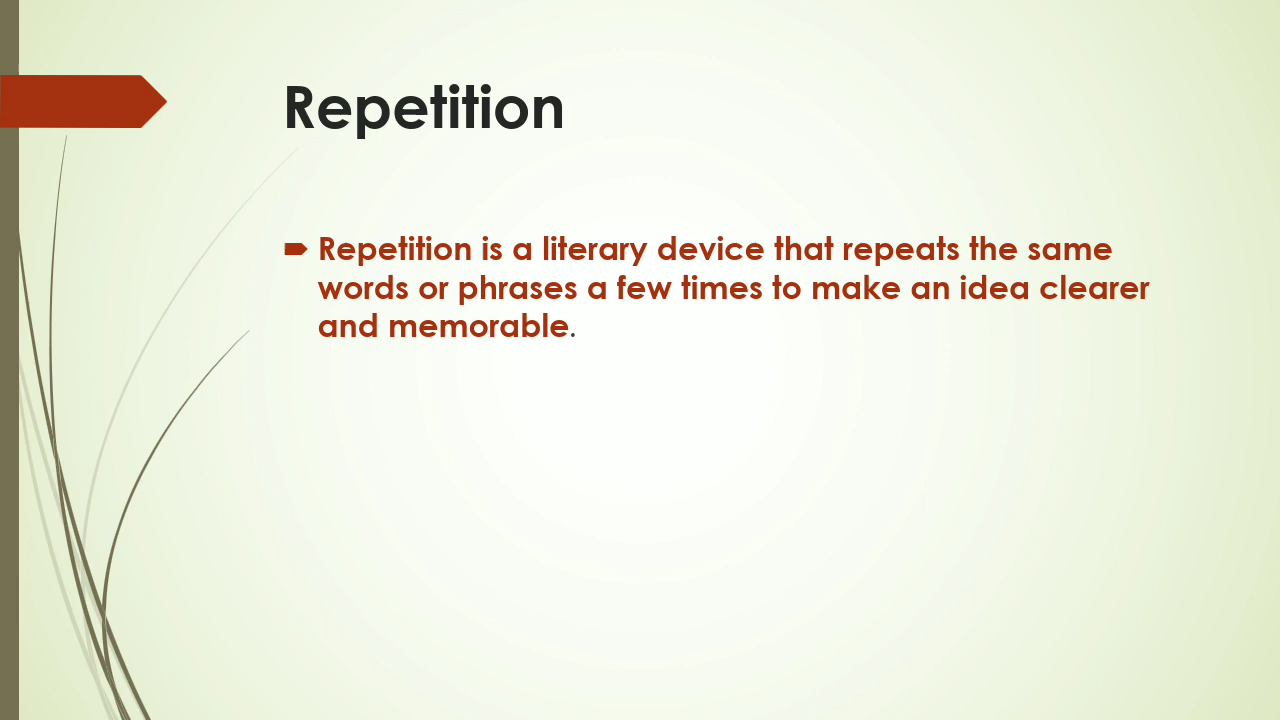 Repetition
Repetition is a literary device that repeats the same
words or phrases a few times to make an idea clearer
and memorable.